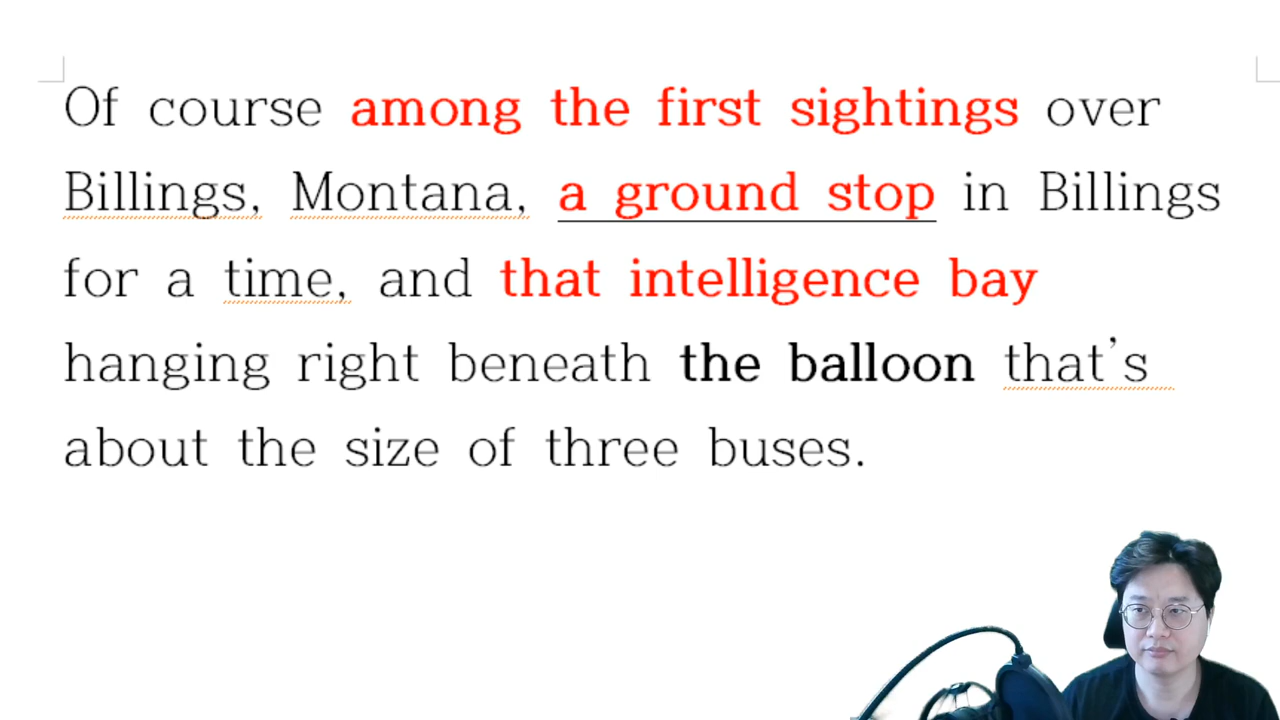 Of course among the first sightings over
Billings, Montana, a ground stop in Billings
for a time, and that intelligence bay
hanging right beneath the balloon that’s
about the size of three buses.